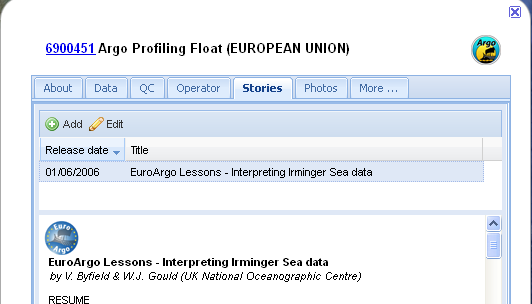 6900451 Argo Profiling Float (EUROPEAN UNION)
Argo
About Data QC Operator Stories Photos More ...
Add Edit
Release date Title
01/06/2006 EuroArgo Lessons - Interpreting Irminger Sea data
Euro
Argo
EuroArgo Lessons - Interpreting Irminger Sea data
by V. Byfield & W.J. Gould (UK National Oceanographic Centre)
RESUME